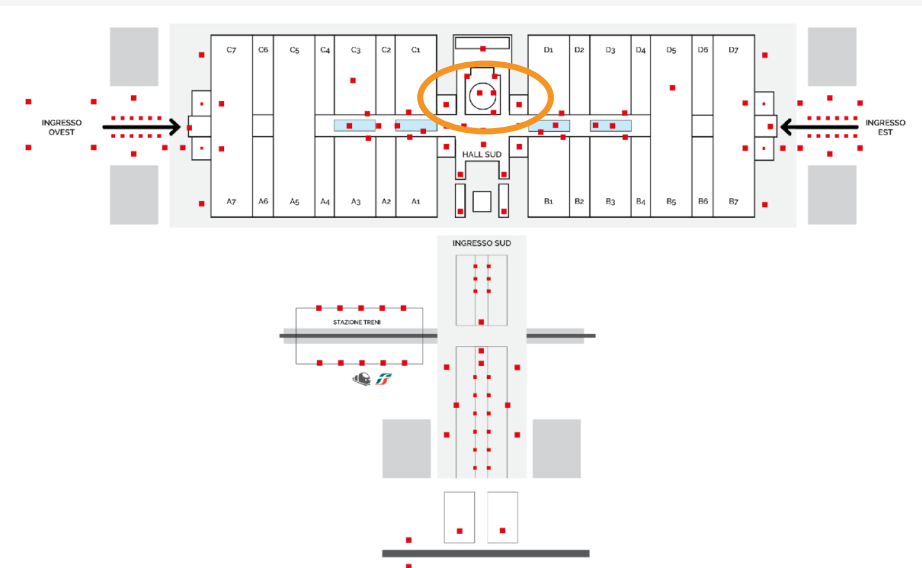 C7 C6 C5 C4 C3 C2 C1 D1 D2 D3 D4 D5 D6 D7
INGRESSO
OVEST
INGRESSO
EST
HALL SUD
A7 A6 A5 A4 A3 A2 A1 B1 B2 B3 B4 B5 B6 B7
INGRESSO SUD
STAZIONE TRENI